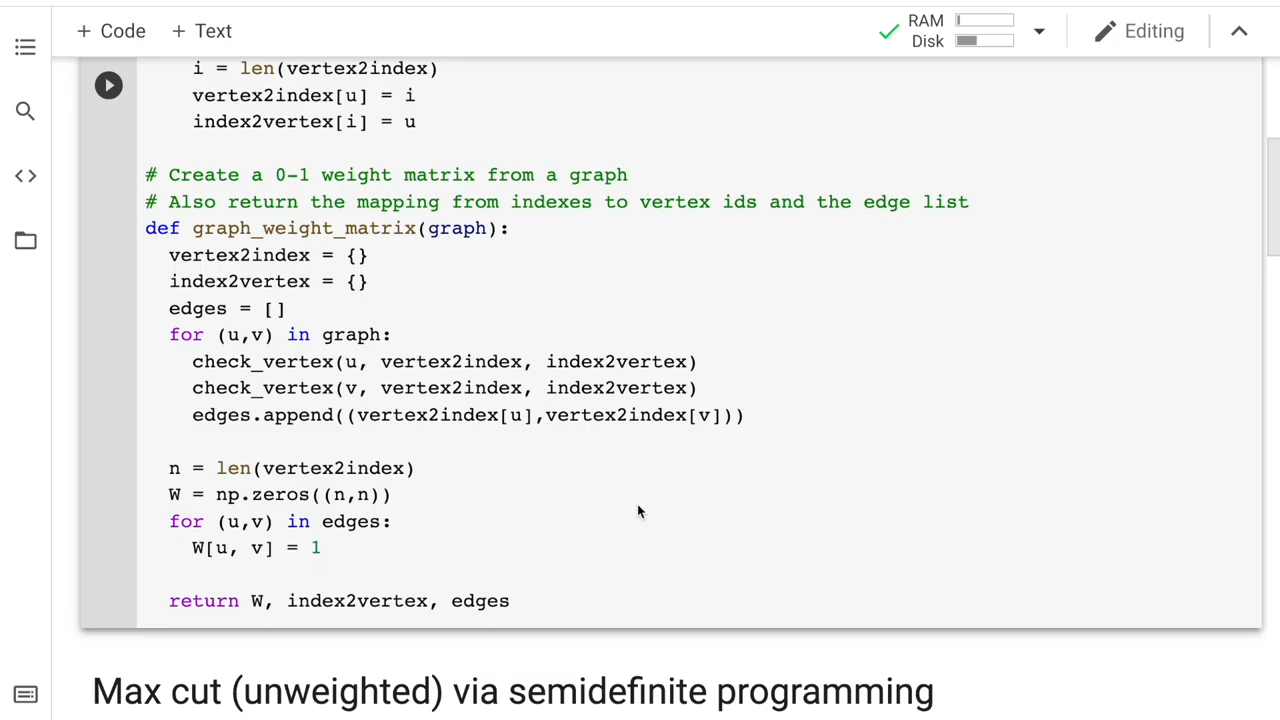 + Code + Text
RAM
Disk
Editing
i = len(vertex2index)
vertex2index[u] = i
index2vertex[i] = u
# Create a 0-1 weight matrix from a graph
# Also return the mapping from indexes to vertex ids and the edge list
def graph_weight_matrix(graph):
vertex2index = {}
index2vertex = {}
edges = []
for (u,v) in graph:
check_vertex(u, vertex2index, index2vertex)
check_vertex(v, vertex2index, index2vertex)
edges.append((vertex2index[u],vertex2index[v]))
n = len(vertex2index)
W = np.zeros((n,n))
for (u,v) in edges:
W[u, v] = 1
return W, index2vertex, edges
Max cut (unweighted) via semidefinite programming